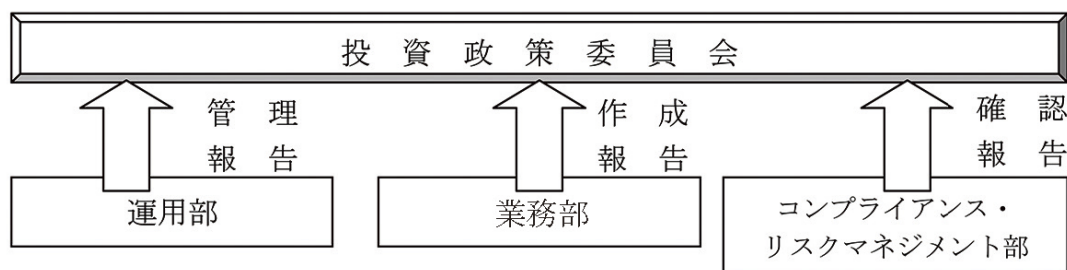 投資政策委員会
管理
報告
作成
報告
確認
報告
運用部
業務部
コンプライアンス・
リスクマネジメント部